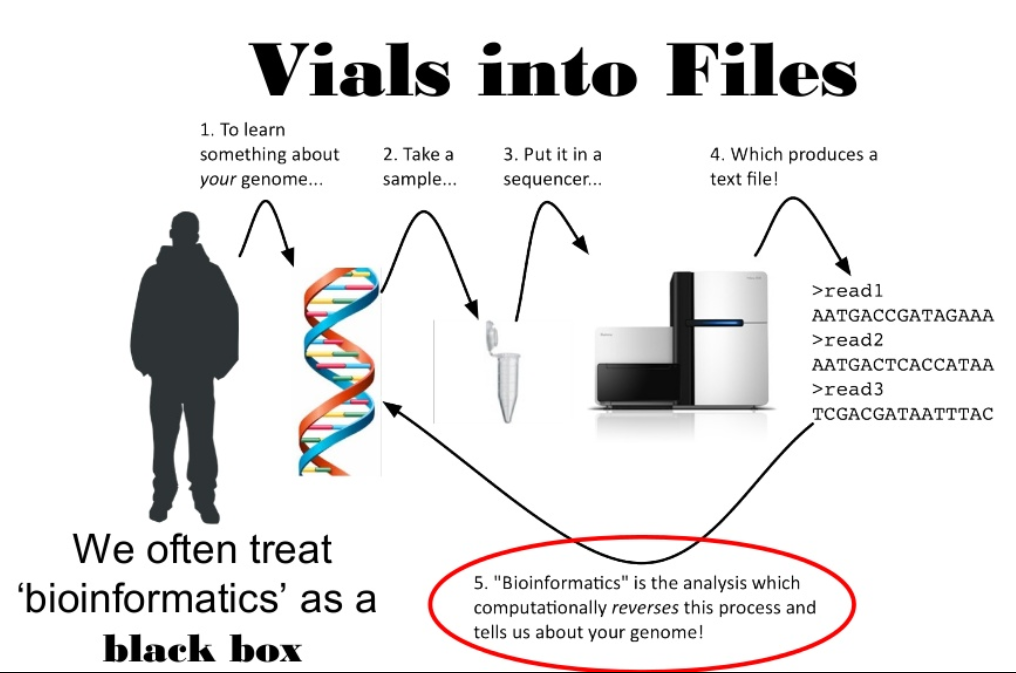 Vials into Files
1. To learn
something about
your genome...
2. Take a
sample...
3. Put it in a
sequencer...
4. Which produces a
text file!
>read1
AATGACCGATAGAAA
>read2
AATGACTCACCATAA
>read3
TCGACGATAATTTAC
We often treat
‘bioinformatics’ as a
black box
5. "Bioinformatics" is the analysis which
computationally reverses this process and
tells us about your genome!